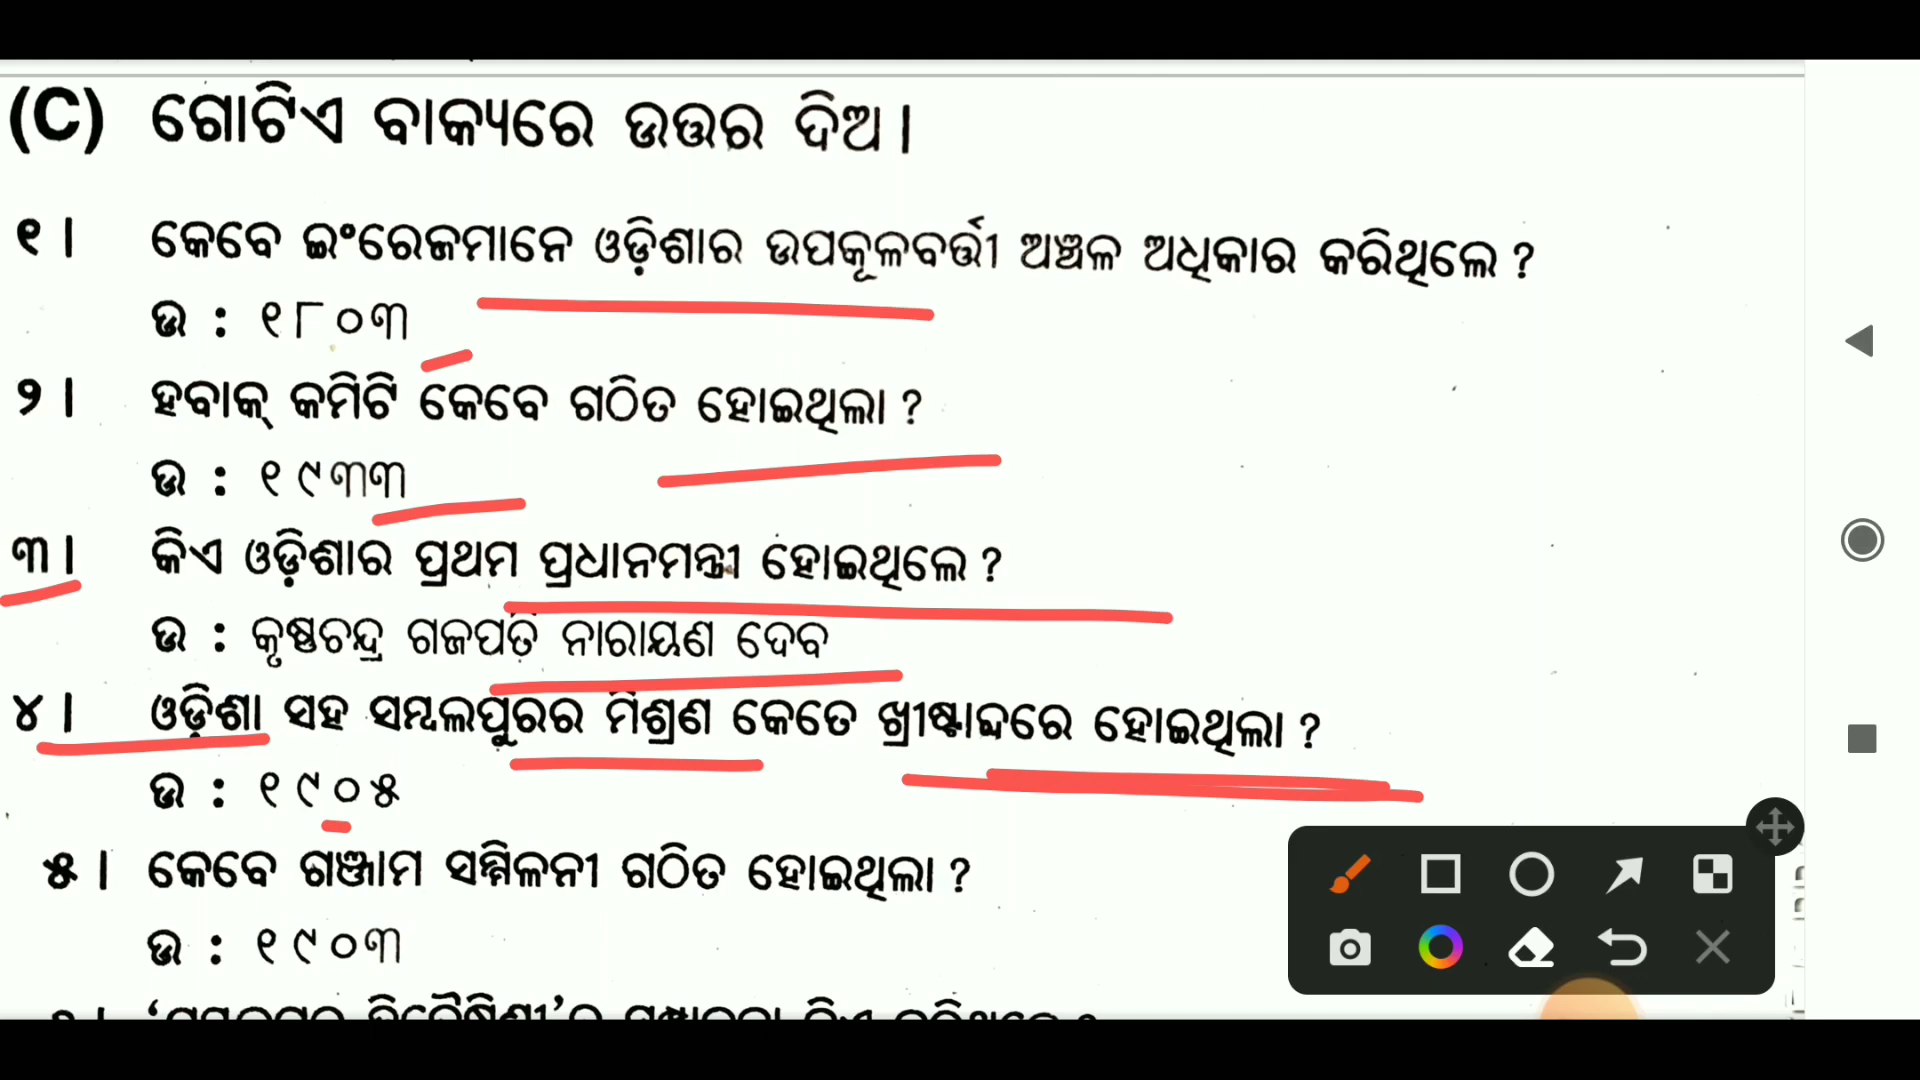 (C) ଗୋଟିଏ ବାକ୍ୟରେ ଉତ୍ତର ଦିଅ ।
୧ । କେବେ ଇଂରେଜମାନେ ଓଡ଼ିଶାର ଉପକୂଳବର୍ତ୍ତୀ ଅଞ୍ଚଳ ଅଧିକାର କରିଥିଲେ ?
ଉ : ୧୮୦୩
୨ । ହବାକ୍ କମିଟି କେବେ ଗଠିତ ହୋଇଥିଲା ?
ଉ : ୧୯୩୩
୩ । କିଏ ଓଡ଼ିଶାର ପ୍ରଥମ ପ୍ରଧାନମନ୍ତ୍ରୀ ହୋଇଥିଲେ ?
ଉ : କୃଷ୍ଣଚନ୍ଦ୍ର ଗଜପତି ନାରାୟଣ ଦେବ
୪ । ଓଡ଼ିଶା ସହ ସମ୍ବଲପୁରର ମିଶ୍ରଣ କେତେ ଖ୍ରୀଷ୍ଟାବ୍ଦରେ ହୋଇଥିଲା ?
ଉ : ୧୯୦୫
୫ । କେବେ ଗଞ୍ଜାମ ସମ୍ମିଳନୀ ଗଠିତ ହୋଇଥିଲା ?
ଉ : ୧୯୦୩